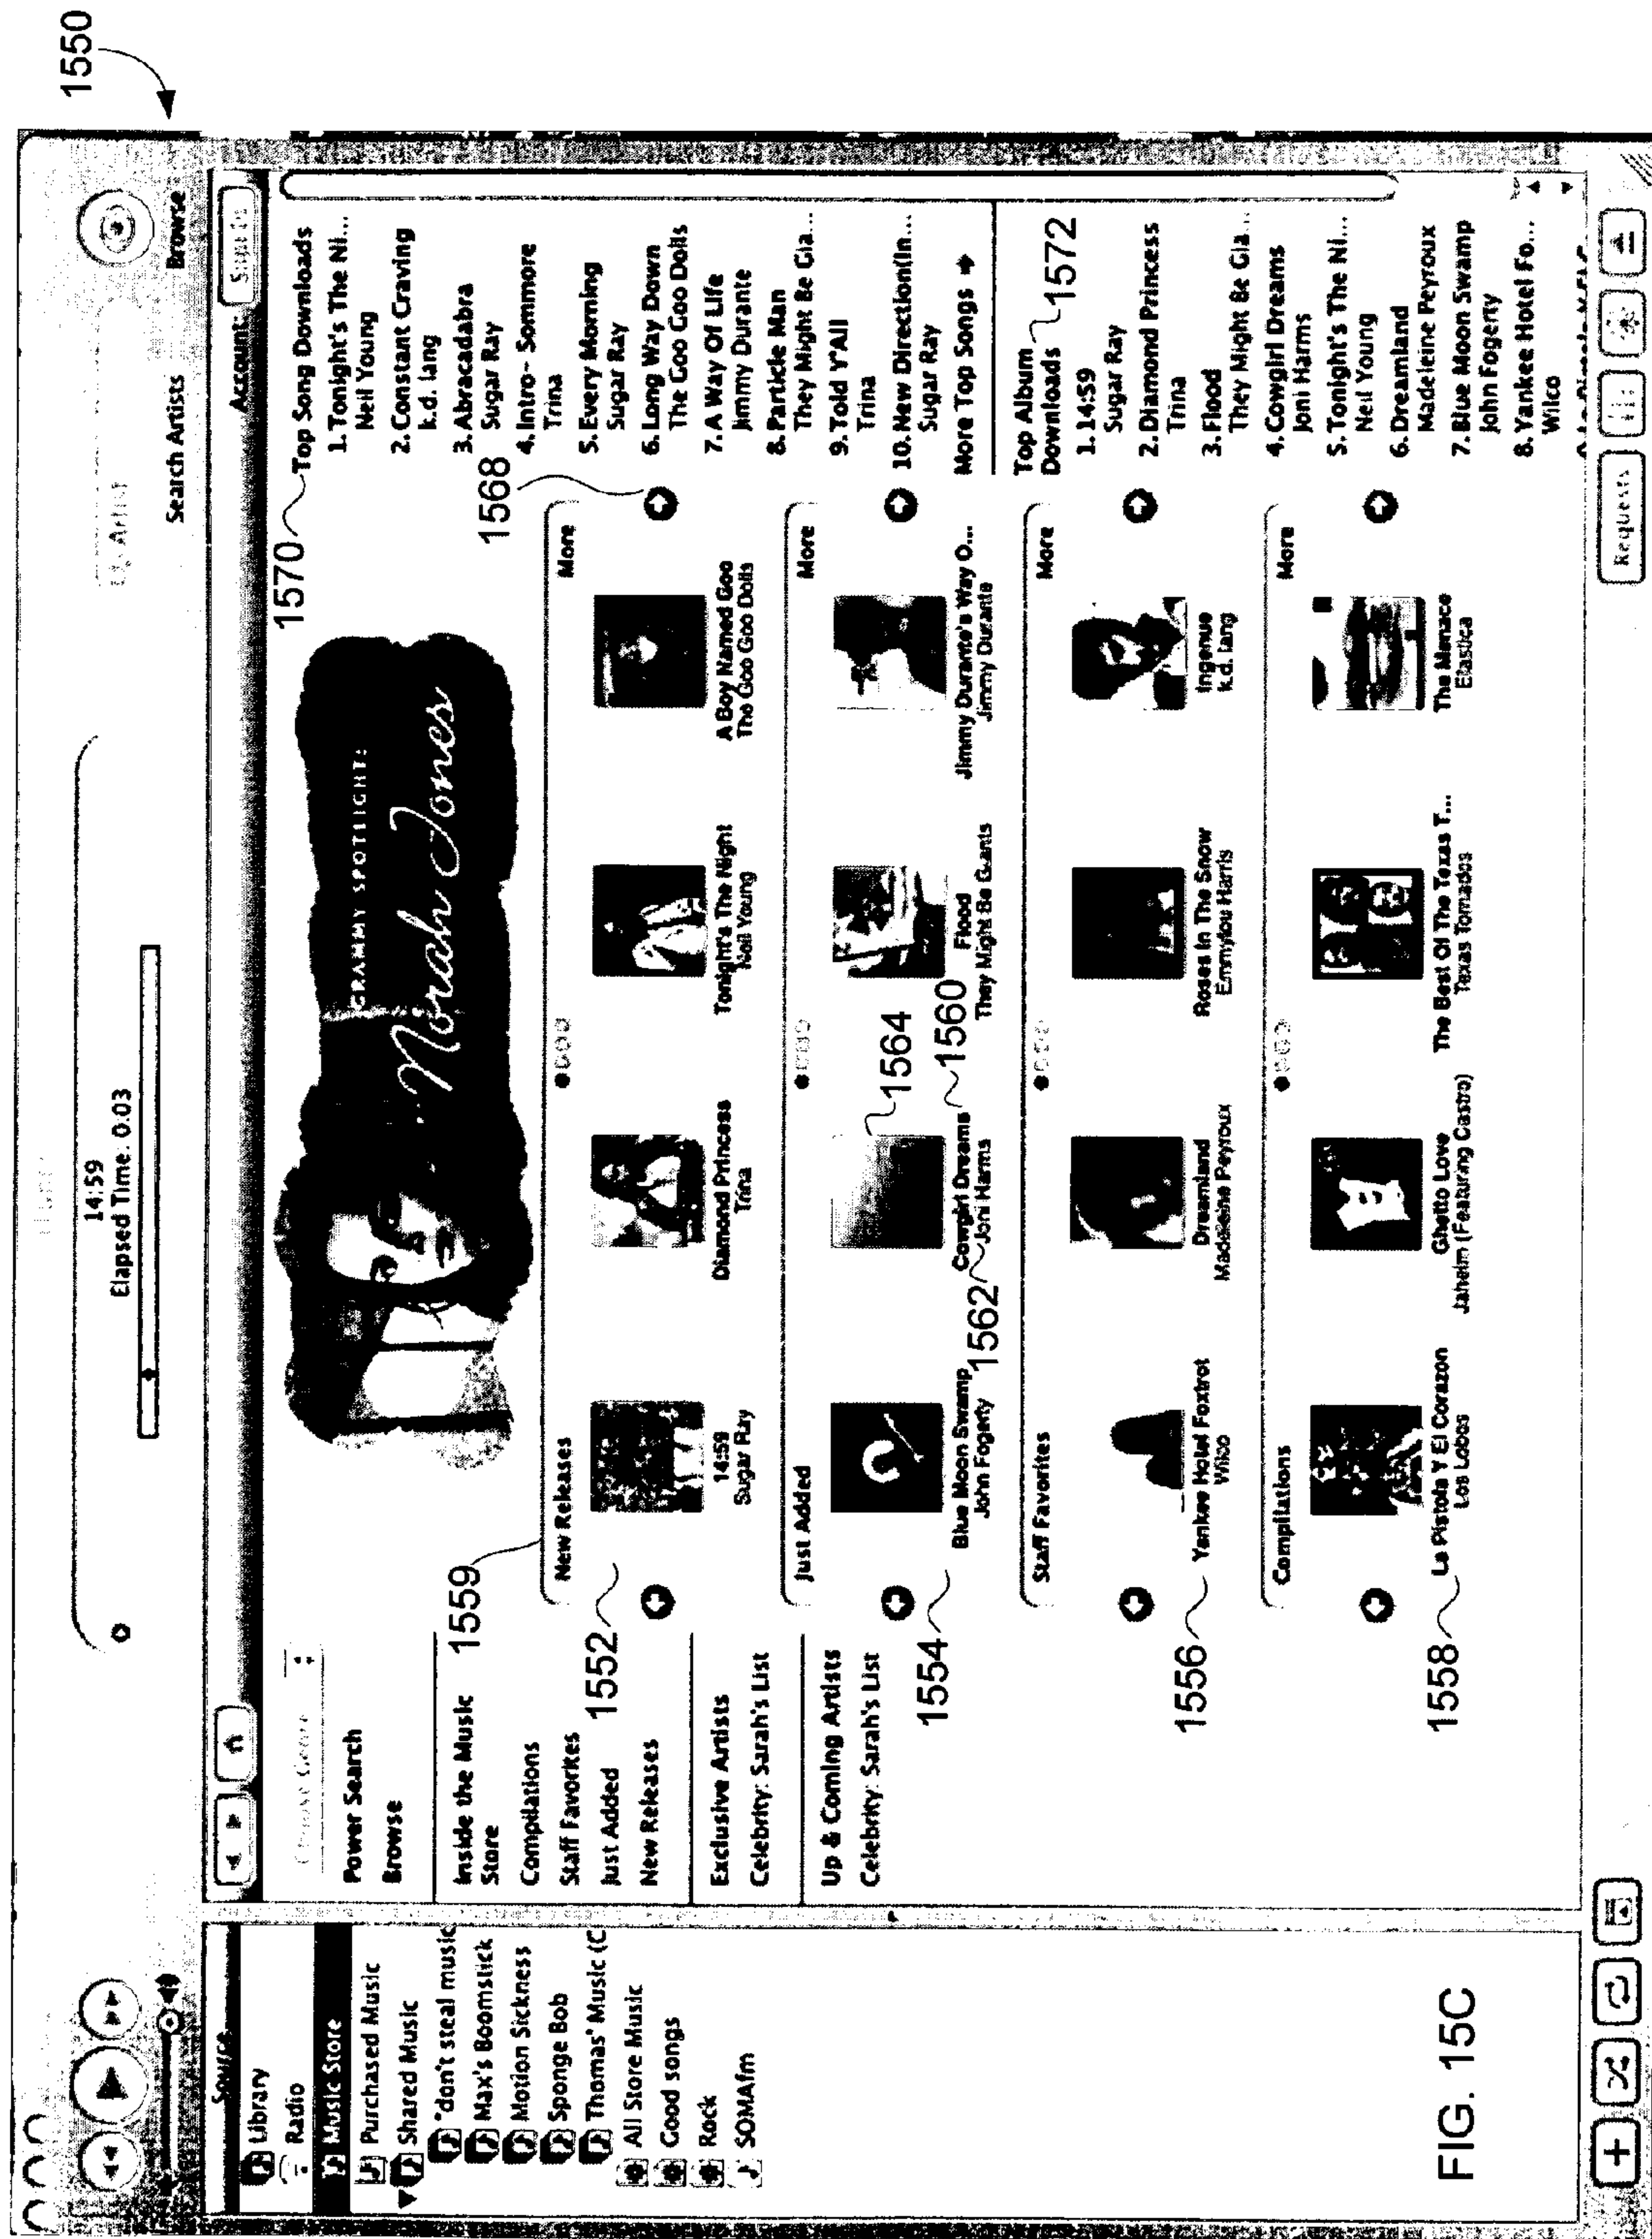 1550
14:59
Elapsed Time: 0:03
Artist
Search Artists
Browse
Source
Library
Radio
Music Store
Purchased Music
Shared Music
"don't steal music
Max's Boomstick
Motion Sickness
Sponge Bob
Thomas' Music (C
All Store Music
Good songs
Rock
SOMAfm
Account:
Sign In
Choose Genre
Power Search
Browse
Inside the Music
Store
Compilations
Staff Favorites
Just Added
New Releases
Exclusive Artists
Celebrity: Sarah's List
Up & Coming Artists
Celebrity: Sarah's List
GRAMMY SPOTLIGHT:
Norah Jones
1570
1568
1559
New Releases
More
1552
14:59
Sugar Ray
Diamond Princess
Trina
Tonight's The Night
Neil Young
A Boy Named Goo
The Goo Goo Dolls
Just Added
More
1564
1554
Blue Moon Swamp
John Fogerty
1562
Cowgirl Dreams
Joni Harms
1560
Flood
They Might Be Giants
Jimmy Durante's Way O...
Jimmy Durante
Staff Favorites
More
1556
Yankee Hotel Foxtrot
Wilco
Dreamland
Madeleine Peyroux
Roses In The Snow
Emmylou Harris
Ingenue
k.d. lang
Compilations
More
1558
La Pistola Y El Corazon
Los Lobos
Ghetto Love
Jaheim (Featuring Castro)
The Best Of The Texas T...
Texas Tornados
The Menace
Elastica
Top Song Downloads
1. Tonight's The Ni...
Neil Young
2. Constant Craving
k.d. lang
3. Abracadabra
Sugar Ray
4. Intro- Sommore
Trina
5. Every Morning
Sugar Ray
6. Long Way Down
The Goo Goo Dolls
7. A Way Of Life
Jimmy Durante
8. Particle Man
They Might Be Gia...
9. Told Y'All
Trina
10. New Direction(In...
Sugar Ray
More Top Songs
Top Album
Downloads
1572
1. 14:59
Sugar Ray
2. Diamond Princess
Trina
3. Flood
They Might Be Gia...
4. Cowgirl Dreams
Joni Harms
5. Tonight's The Ni...
Neil Young
6. Dreamland
Madeleine Peyroux
7. Blue Moon Swamp
John Fogerty
8. Yankee Hotel Fo...
Wilco
Requests
FIG. 15C